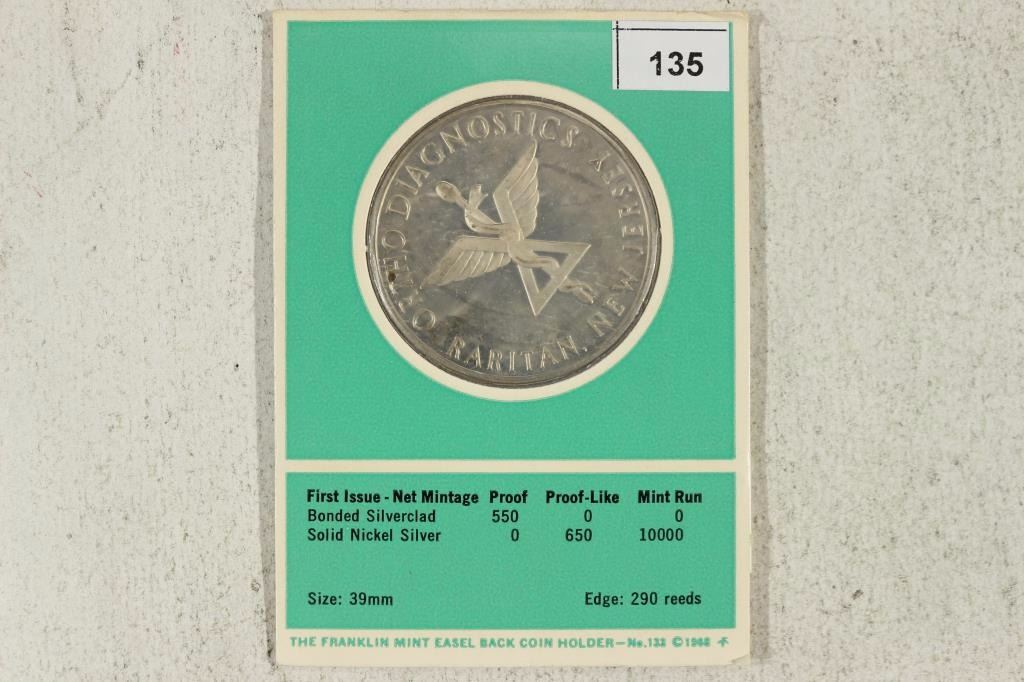 135
ORTHO DIAGNOSTICS
RARITAN, NEW JERSEY
First Issue - Net Mintage Proof Proof-Like Mint Run
Bonded Silverclad 550 0 0
Solid Nickel Silver 0 650 10000
Size: 39mm Edge: 290 reeds
THE FRANKLIN MINT EASEL BACK COIN HOLDER—No.133 ©1968